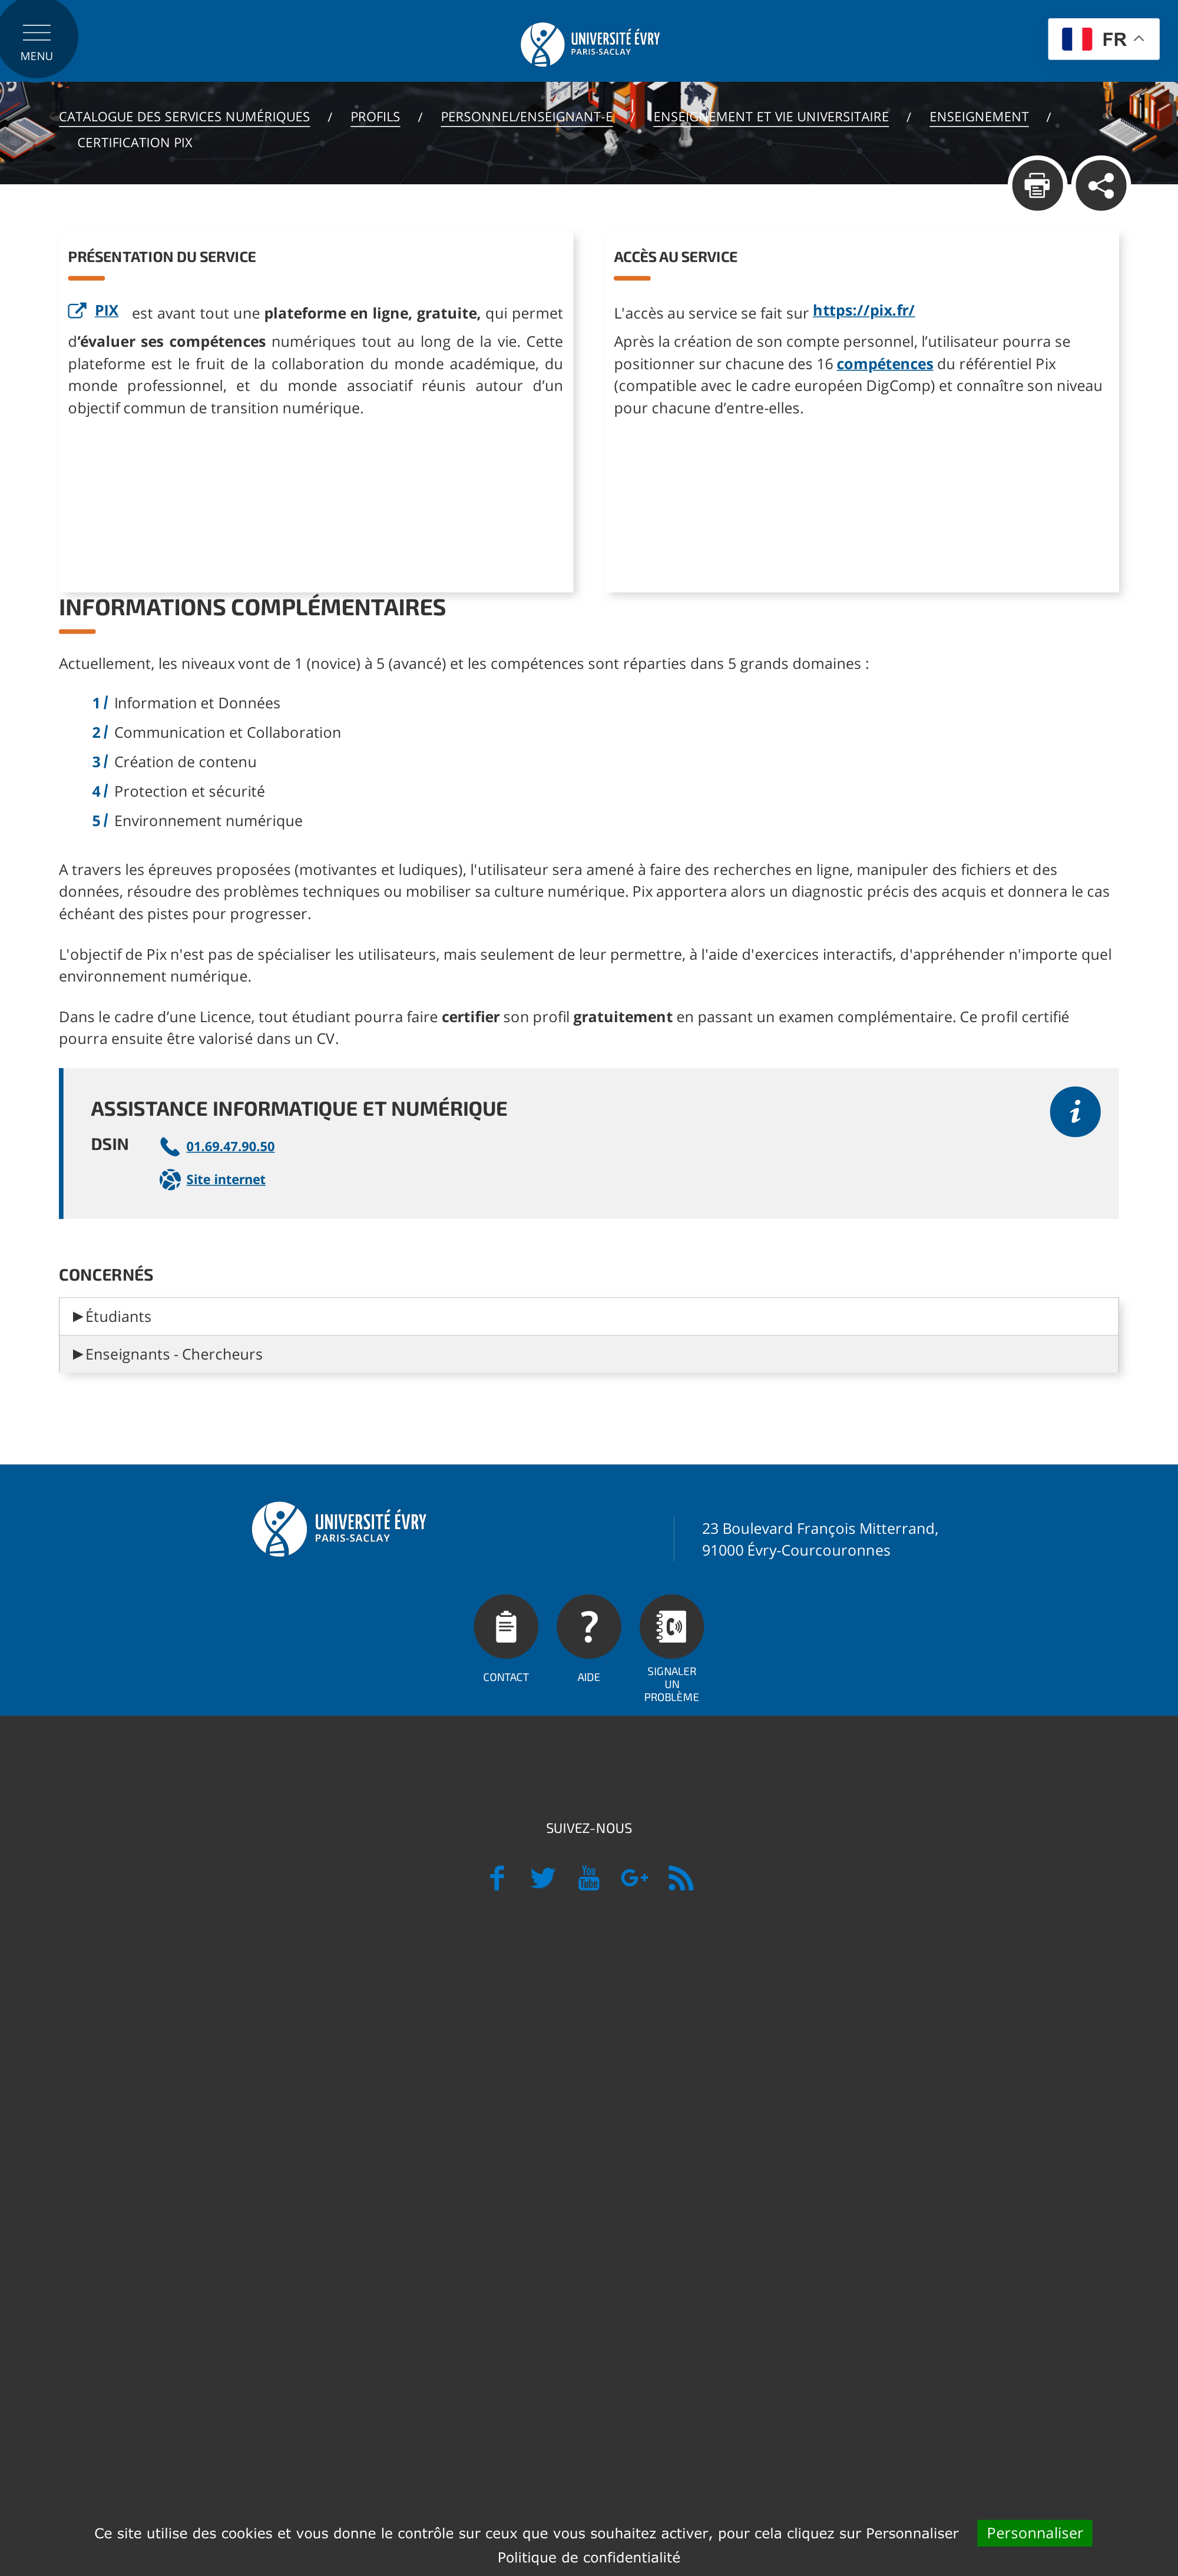 MENU
UNIVERSITÉ ÉVRY
PARIS-SACLAY
FR
CATALOGUE DES SERVICES NUMÉRIQUES / PROFILS / PERSONNEL/ENSEIGNANT-E / ENSEIGNEMENT ET VIE UNIVERSITAIRE / ENSEIGNEMENT /
CERTIFICATION PIX
PRÉSENTATION DU SERVICE
PIX est avant tout une plateforme en ligne, gratuite, qui permet
d’évaluer ses compétences numériques tout au long de la vie. Cette
plateforme est le fruit de la collaboration du monde académique, du
monde professionnel, et du monde associatif réunis autour d’un
objectif commun de transition numérique.
ACCÈS AU SERVICE
L'accès au service se fait sur https://pix.fr/
Après la création de son compte personnel, l’utilisateur pourra se
positionner sur chacune des 16 compétences du référentiel Pix
(compatible avec le cadre européen DigComp) et connaître son niveau
pour chacune d’entre-elles.
INFORMATIONS COMPLÉMENTAIRES
Actuellement, les niveaux vont de 1 (novice) à 5 (avancé) et les compétences sont réparties dans 5 grands domaines :
1 / Information et Données
2 / Communication et Collaboration
3 / Création de contenu
4 / Protection et sécurité
5 / Environnement numérique
A travers les épreuves proposées (motivantes et ludiques), l'utilisateur sera amené à faire des recherches en ligne, manipuler des fichiers et des
données, résoudre des problèmes techniques ou mobiliser sa culture numérique. Pix apportera alors un diagnostic précis des acquis et donnera le cas
échéant des pistes pour progresser.
L'objectif de Pix n'est pas de spécialiser les utilisateurs, mais seulement de leur permettre, à l'aide d'exercices interactifs, d'appréhender n'importe quel
environnement numérique.
Dans le cadre d’une Licence, tout étudiant pourra faire certifier son profil gratuitement en passant un examen complémentaire. Ce profil certifié
pourra ensuite être valorisé dans un CV.
ASSISTANCE INFORMATIQUE ET NUMÉRIQUE
DSIN 01.69.47.90.50
Site internet
CONCERNÉS
►Étudiants
►Enseignants - Chercheurs
UNIVERSITÉ ÉVRY
PARIS-SACLAY
23 Boulevard François Mitterrand,
91000 Évry-Courcouronnes
CONTACT
AIDE
SIGNALER
UN
PROBLÈME
SUIVEZ-NOUS
You
Tube
G+
Ce site utilise des cookies et vous donne le contrôle sur ceux que vous souhaitez activer, pour cela cliquez sur Personnaliser Personnaliser
Politique de confidentialité